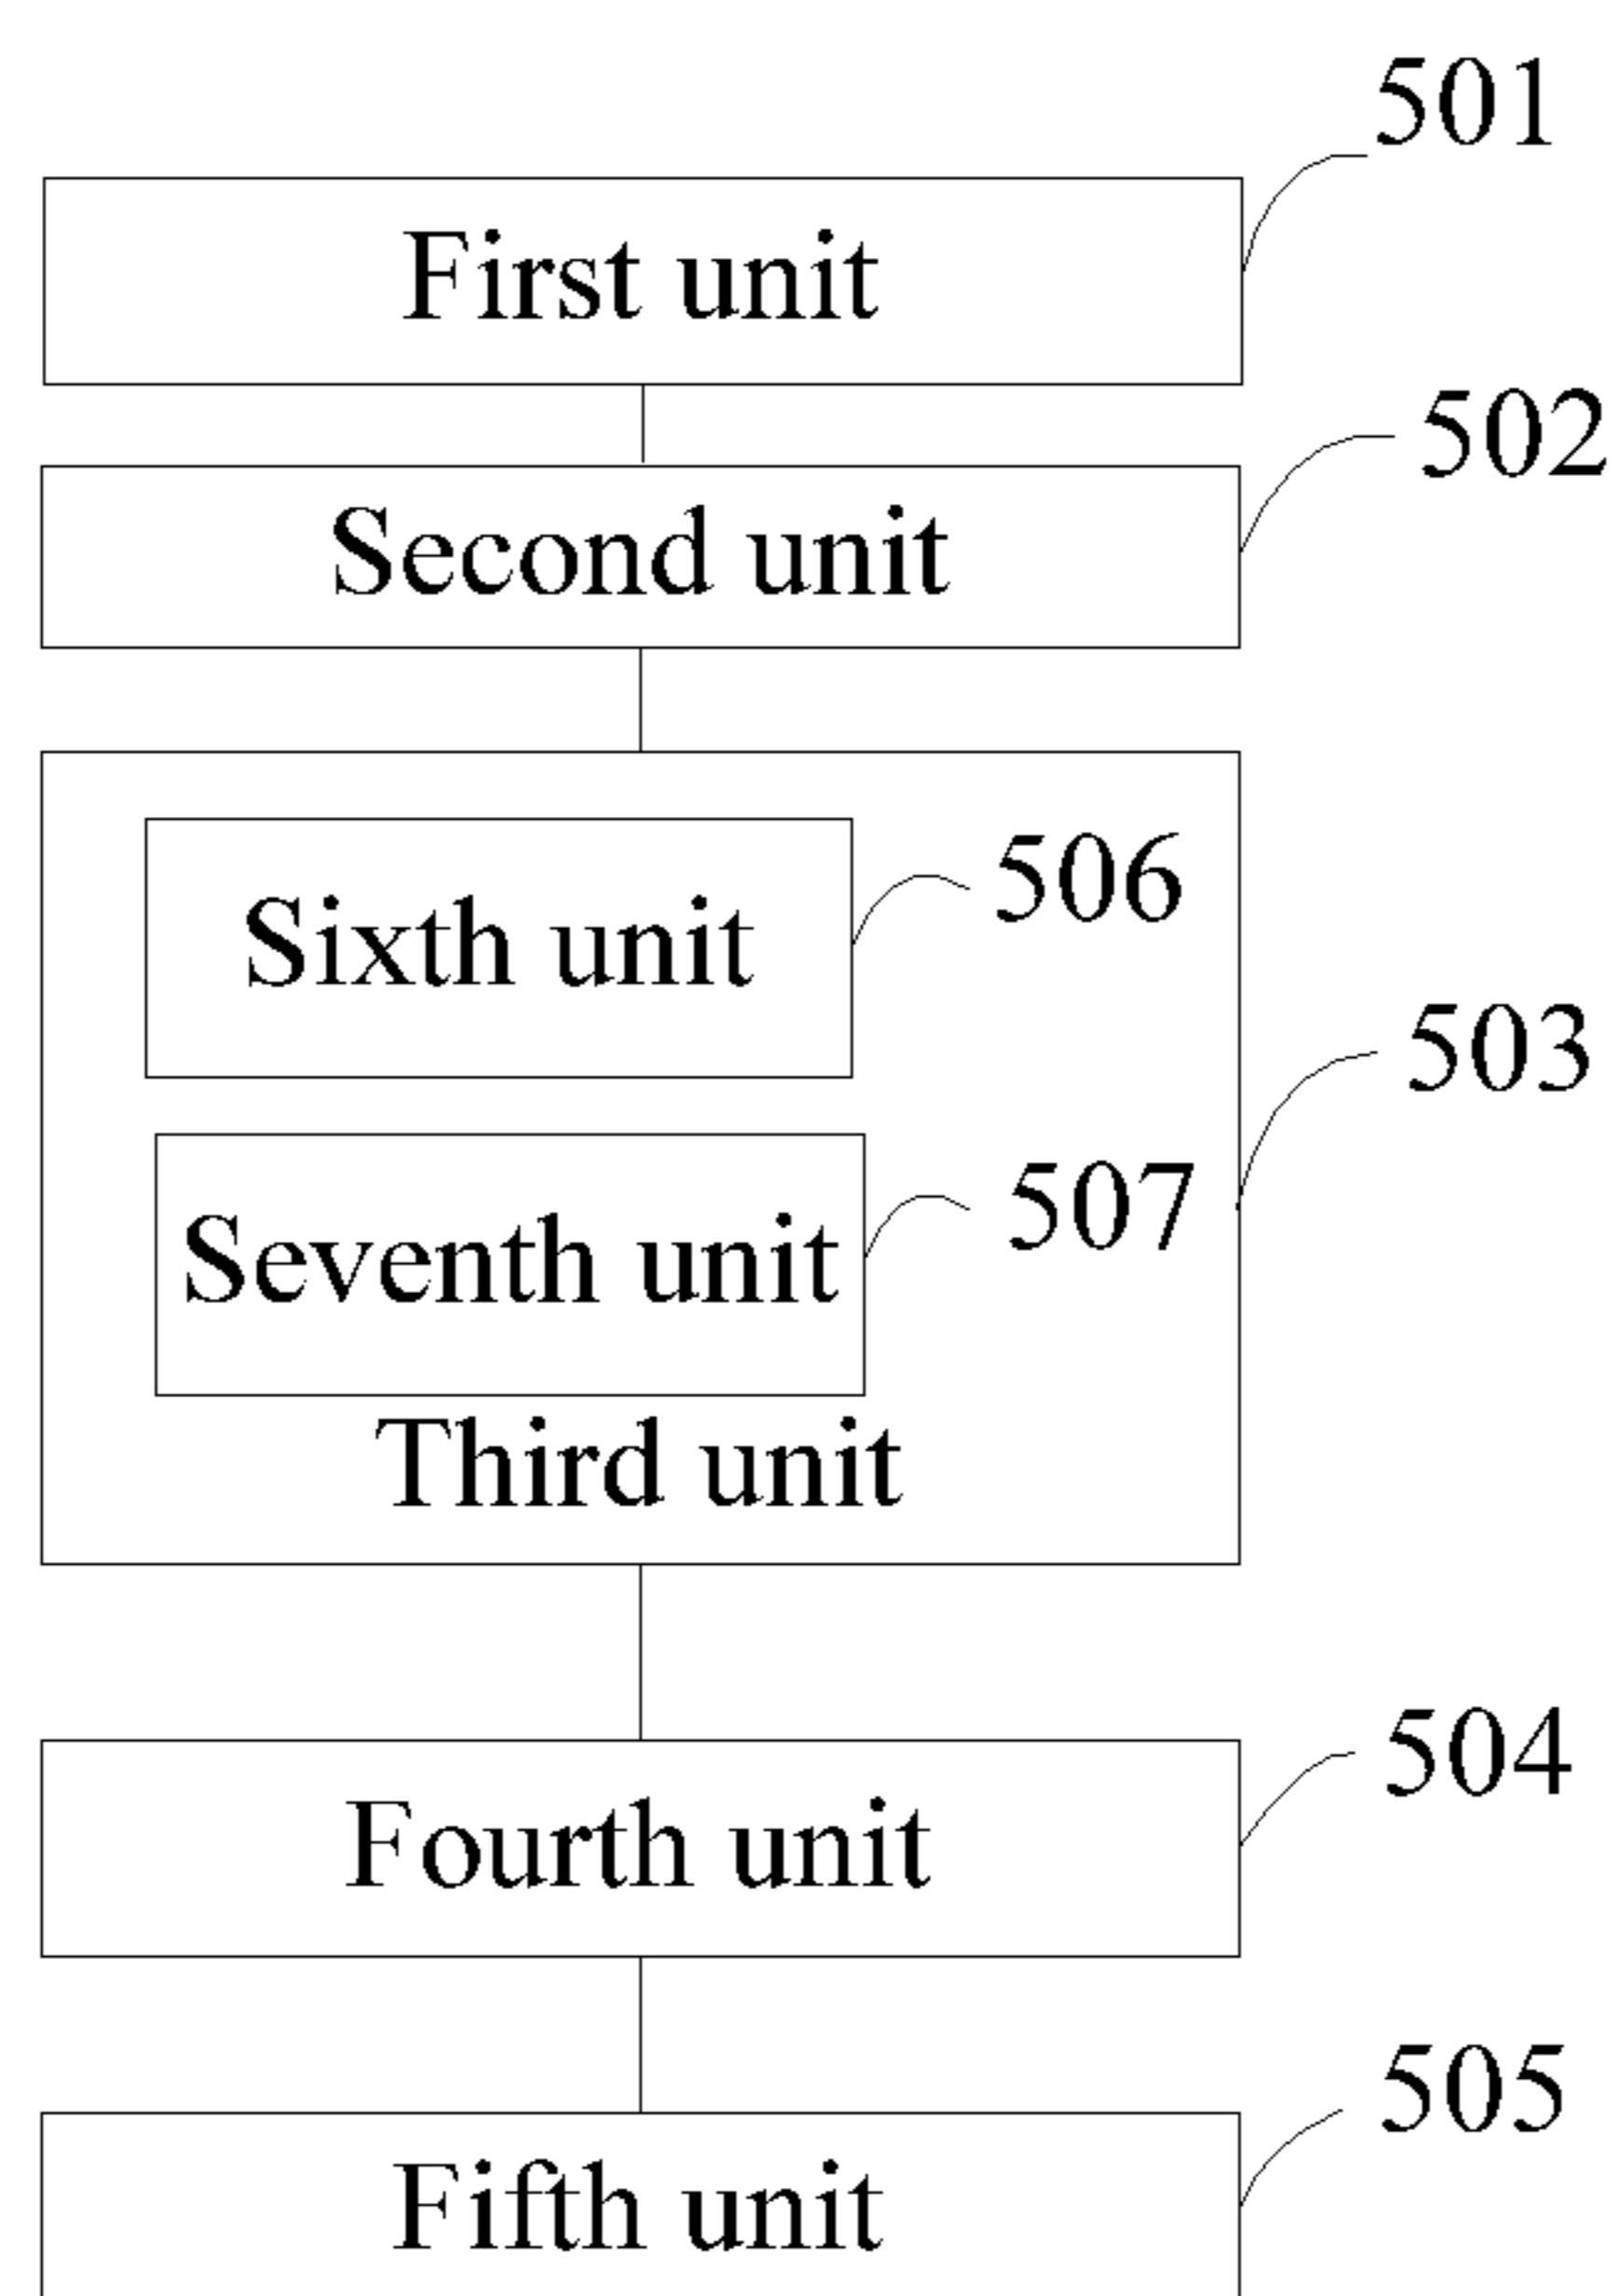 501
First unit
502
Second unit
506
Sixth unit
503
507
Seventh unit
Third unit
504
Fourth unit
505
Fifth unit